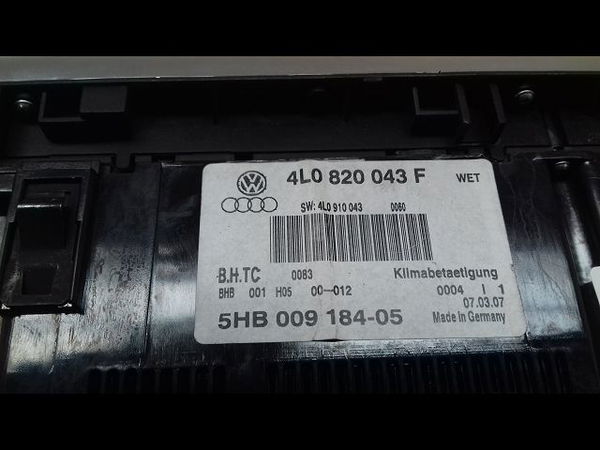 4L0 820 043 F WET
SW: 4L0 910 043 0060
B.H.TC 0083 Klimabetaetigung
BHB 001 H05 00-012 0004 I 1
07.03.07
5HB 009 184-05 Made in Germany